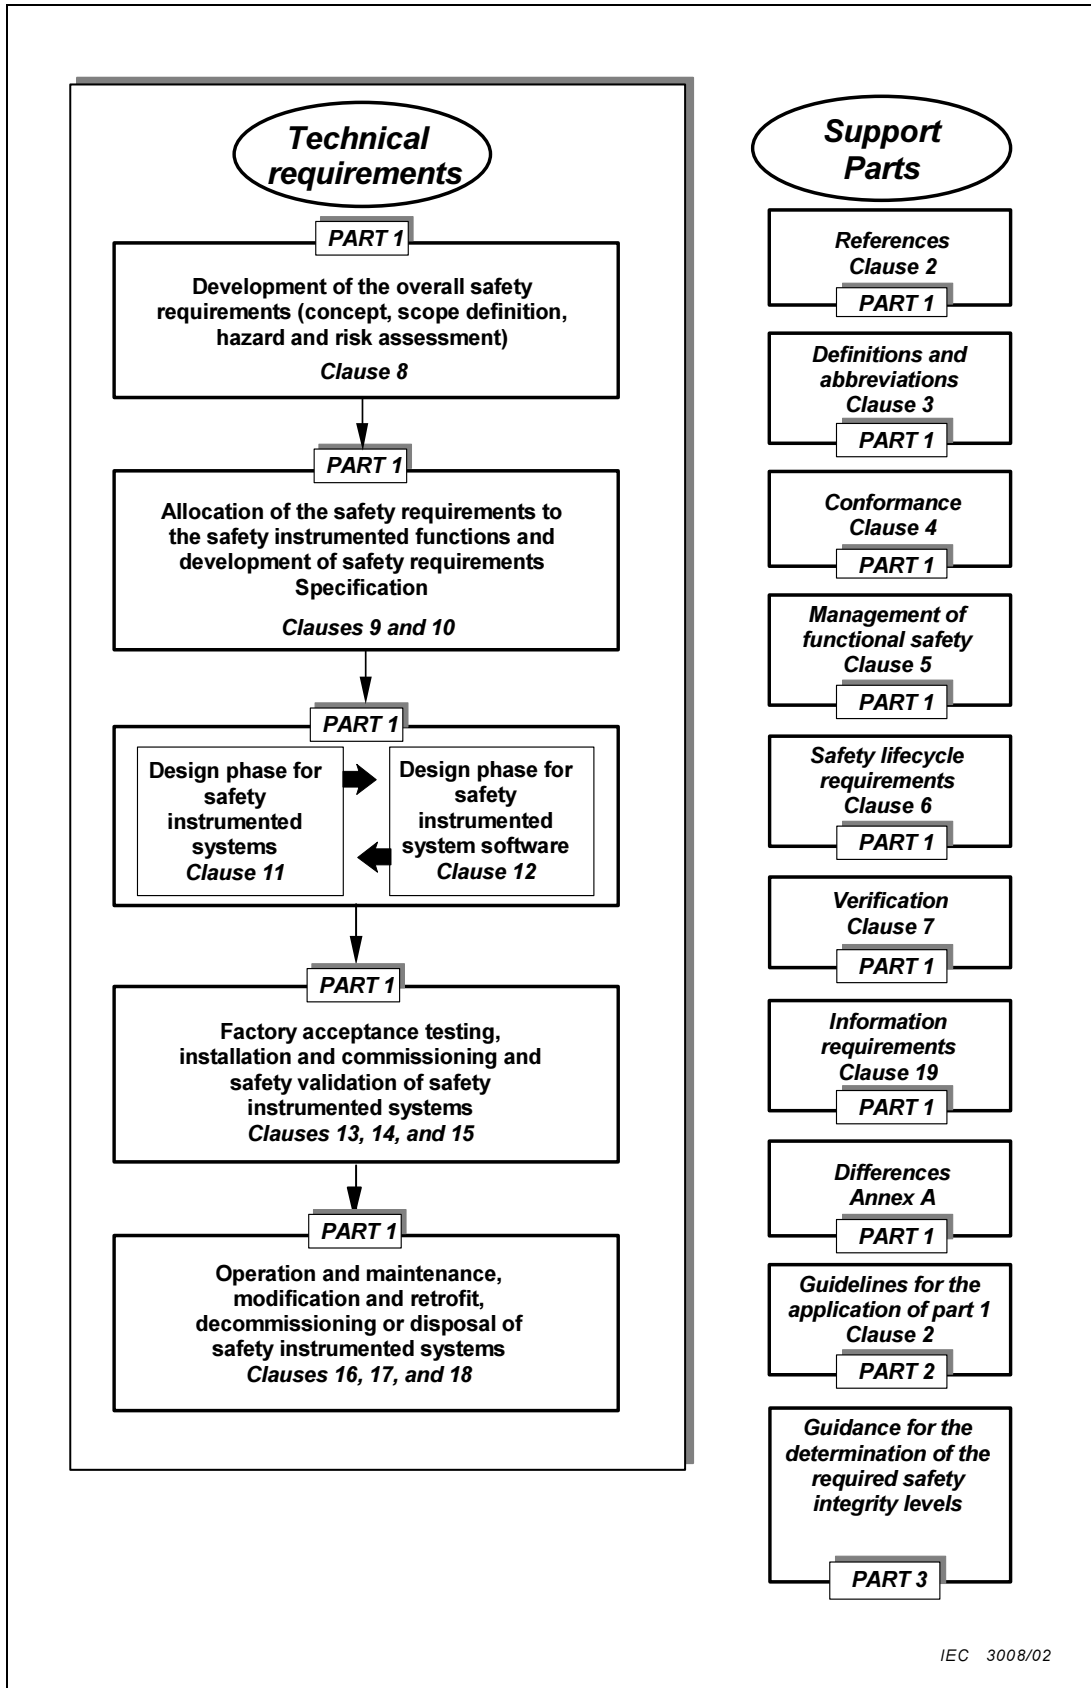 Technical
requirements
PART 1
Development of the overall safety
requirements (concept, scope definition,
hazard and risk assessment)
Clause 8
PART 1
Allocation of the safety requirements to
the safety instrumented functions and
development of safety requirements
Specification
Clauses 9 and 10
PART 1
Design phase for
safety
instrumented
systems
Clause 11
Design phase for
safety
instrumented
system software
Clause 12
PART 1
Factory acceptance testing,
installation and commissioning and
safety validation of safety
instrumented systems
Clauses 13, 14, and 15
PART 1
Operation and maintenance,
modification and retrofit,
decommissioning or disposal of
safety instrumented systems
Clauses 16, 17, and 18
Support
Parts
References
Clause 2
PART 1
Definitions and
abbreviations
Clause 3
PART 1
Conformance
Clause 4
PART 1
Management of
functional safety
Clause 5
PART 1
Safety lifecycle
requirements
Clause 6
PART 1
Verification
Clause 7
PART 1
Information
requirements
Clause 19
PART 1
Differences
Annex A
PART 1
Guidelines for the
application of part 1
Clause 2
PART 2
Guidance for the
determination of the
required safety
integrity levels
PART 3
IEC 3008/02